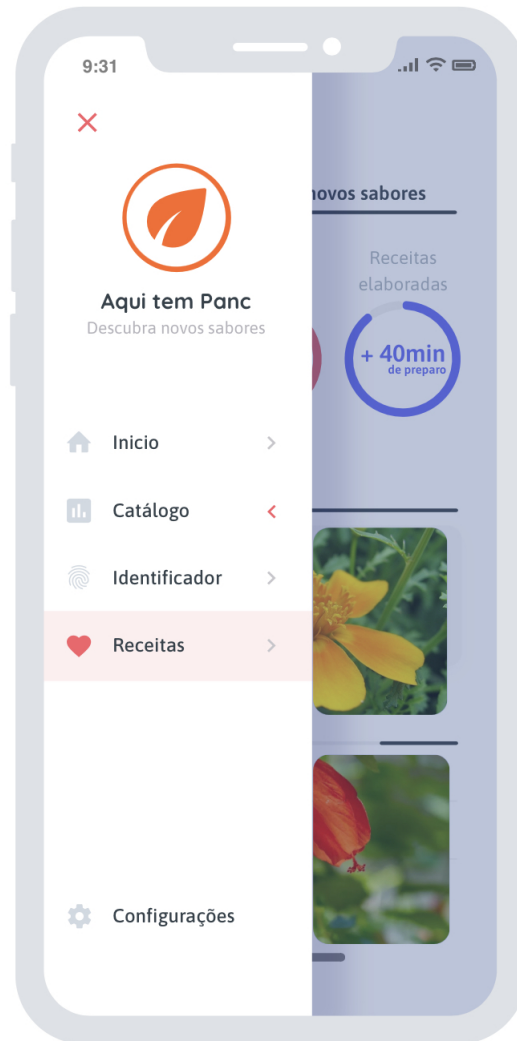 9:31
novos sabores
Receitas
elaboradas
+ 40min
de preparo
Aqui tem Panc
Descubra novos sabores
Inicio
Catálogo
Identificador
Receitas
Configurações